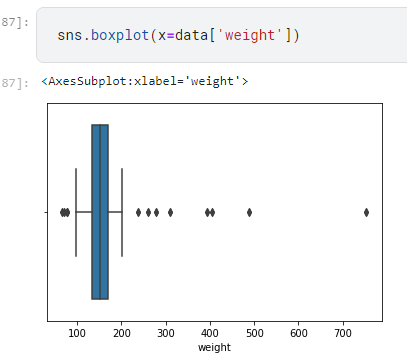 87]:
sns.boxplot(x=data['weight'])
87]:
<AxesSubplot:xlabel='weight'>
100 200 300 400 500 600 700
weight